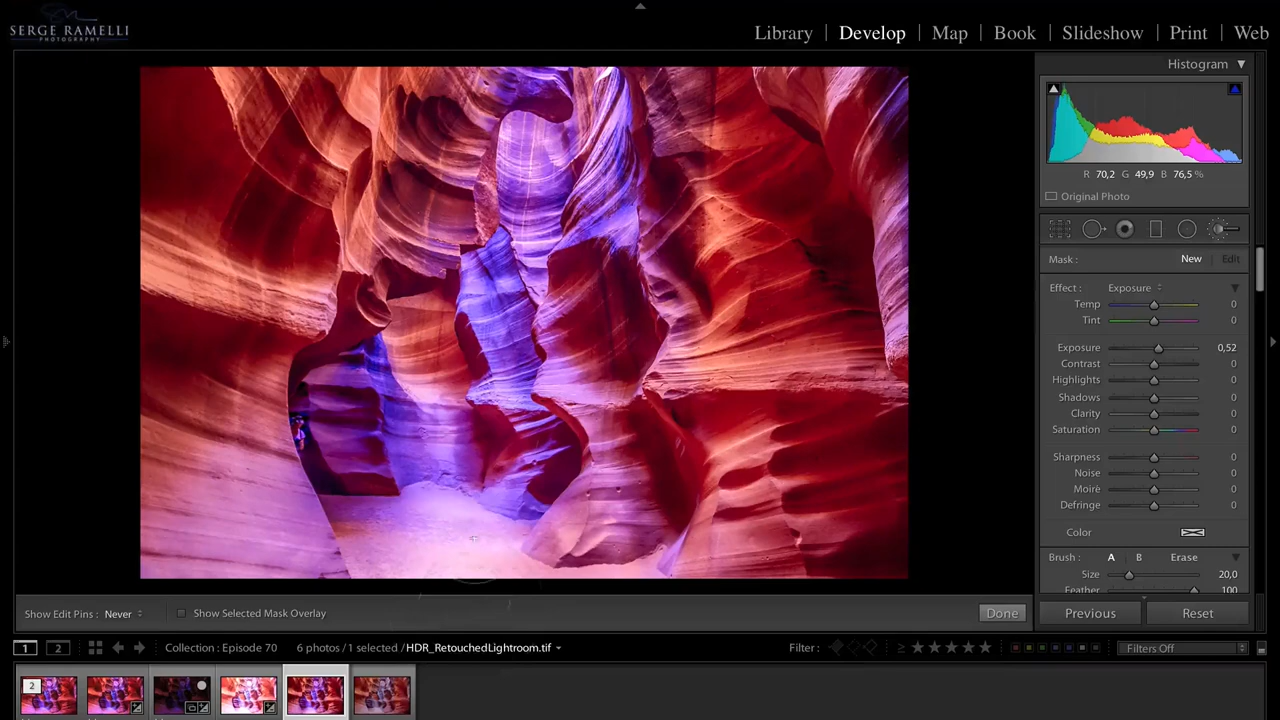 SERGE RAMELLI
PHOTOGRAPHY
Library | Develop | Map | Book | Slideshow | Print | Web
Histogram
R 70,2 G 49,9 B 76,5 %
Original Photo
Mask : New Edit
Effect : Exposure
Temp 0
Tint 0
Exposure 0,52
Contrast 0
Highlights 0
Shadows 0
Clarity 0
Saturation 0
Sharpness 0
Noise 0
Moiré 0
Defringe 0
Color
Brush : A B Erase
Size 20,0
Feather 100
Show Edit Pins : Never Show Selected Mask Overlay Done
Previous Reset
1 2 Collection : Episode 70 6 photos / 1 selected / HDR_RetouchedLightroom.tif Filter : Filters Off
2